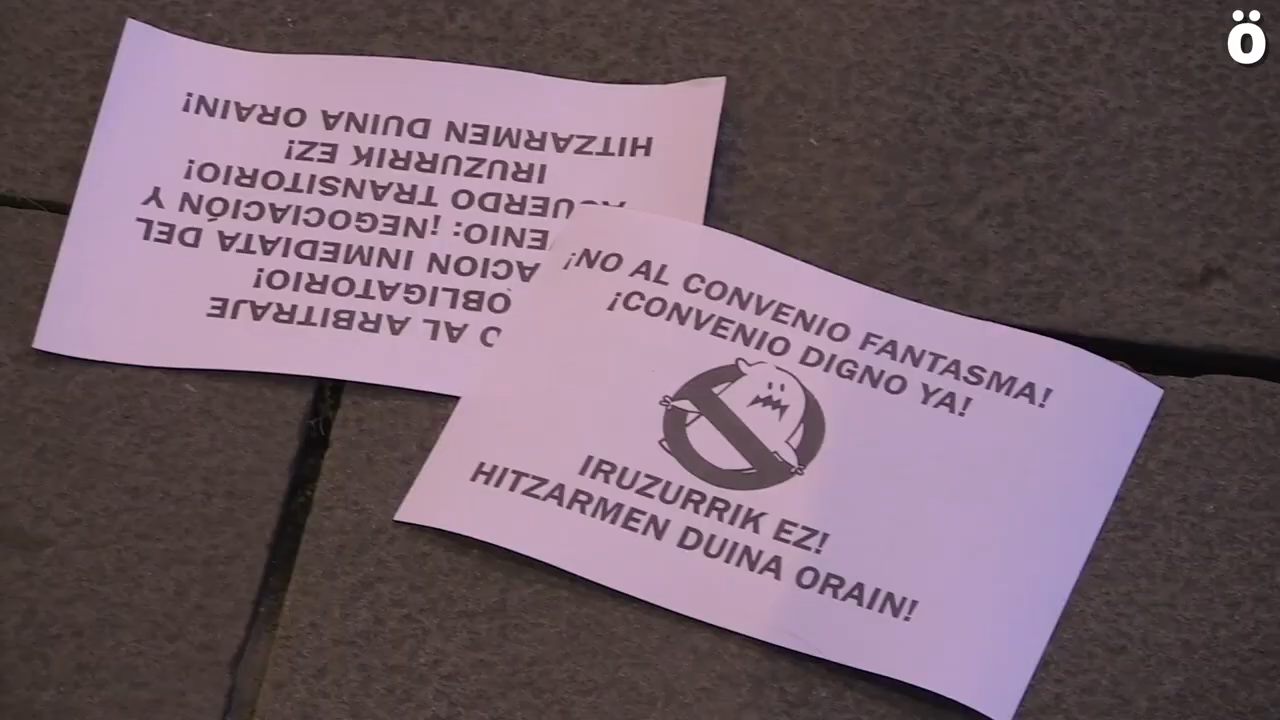 ö
¡NO AL CONVENIO FANTASMA!
¡CONVENIO DIGNO YA!
IRUZURRIK EZ!
HITZARMEN DUINA ORAIN!
O AL ARBITRAJE
OBLIGATORIO!
ACION INMEDIATA DEL
ENIO: ¡NEGOCIACIÓN Y
ACUERDO TRANSITORIO!
IRUZURRIK EZ!
HITZARMEN DUINA ORAIN!